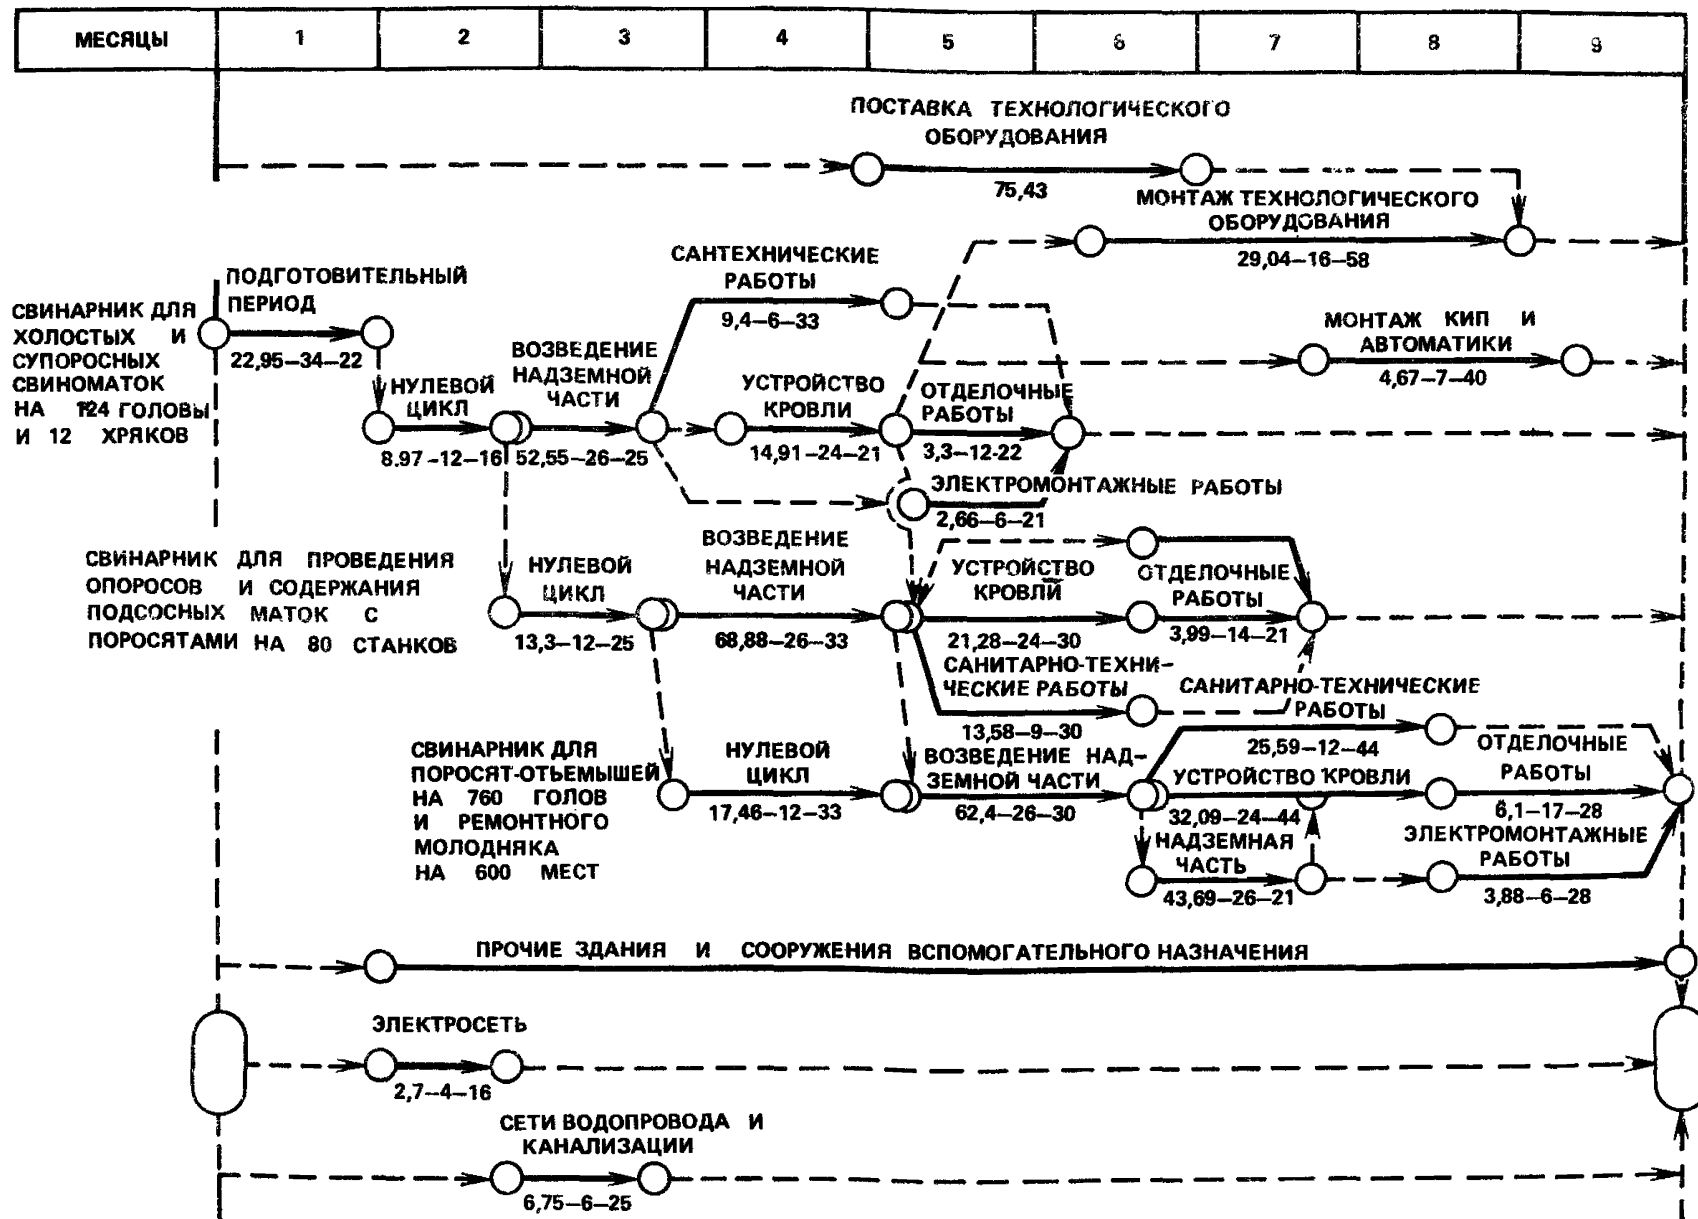 МЕСЯЦЫ 1 2 3 4 5 6 7 8 9
ПОСТАВКА ТЕХНОЛОГИЧЕСКОГО
ОБОРУДОВАНИЯ
75,43
МОНТАЖ ТЕХНОЛОГИЧЕСКОГО
ОБОРУДОВАНИЯ
29,04–16–58
САНТЕХНИЧЕСКИЕ
РАБОТЫ
9,4–6–33
ПОДГОТОВИТЕЛЬНЫЙ
ПЕРИОД
22,95–34–22
СВИНАРНИК ДЛЯ
ХОЛОСТЫХ И
СУПОРОСНЫХ
СВИНОМАТОК
НА 124 ГОЛОВЫ
И 12 ХРЯКОВ
МОНТАЖ КИП И
АВТОМАТИКИ
4,67–7–40
НУЛЕВОЙ
ЦИКЛ
8.97–12–16
ВОЗВЕДЕНИЕ
НАДЗЕМНОЙ
ЧАСТИ
52,55–26–25
УСТРОЙСТВО
КРОВЛИ
14,91–24–21
ОТДЕЛОЧНЫЕ
РАБОТЫ
3,3–12-22
ЭЛЕКТРОМОНТАЖНЫЕ РАБОТЫ
2,66–6–21
СВИНАРНИК ДЛЯ ПРОВЕДЕНИЯ
ОПОРОСОВ И СОДЕРЖАНИЯ
ПОДСОСНЫХ МАТОК С
ПОРОСЯТАМИ НА 80 СТАНКОВ
НУЛЕВОЙ
ЦИКЛ
13,3–12–25
ВОЗВЕДЕНИЕ
НАДЗЕМНОЙ
ЧАСТИ
68,88–26–33
УСТРОЙСТВО
КРОВЛИ
21,28–24–30
ОТДЕЛОЧНЫЕ
РАБОТЫ
3,99–14–21
САНИТАРНО-ТЕХНИ-
ЧЕСКИЕ РАБОТЫ
13,58–9–30
САНИТАРНО-ТЕХНИЧЕСКИЕ
РАБОТЫ
25,59–12–44
СВИНАРНИК ДЛЯ
ПОРОСЯТ-ОТЬЕМЫШЕЙ
НА 760 ГОЛОВ
И РЕМОНТНОГО
МОЛОДНЯКА
НА 600 МЕСТ
НУЛЕВОЙ
ЦИКЛ
17,46–12–33
ВОЗВЕДЕНИЕ НАД-
ЗЕМНОЙ ЧАСТИ
62,4–26–30
УСТРОЙСТВО КРОВЛИ
32,09–24–44
ОТДЕЛОЧНЫЕ
РАБОТЫ
6,1–17–28
НАДЗЕМНАЯ
ЧАСТЬ
43,69–26–21
ЭЛЕКТРОМОНТАЖНЫЕ
РАБОТЫ
3,88–6–28
ПРОЧИЕ ЗДАНИЯ И СООРУЖЕНИЯ ВСПОМОГАТЕЛЬНОГО НАЗНАЧЕНИЯ
ЭЛЕКТРОСЕТЬ
2,7–4–16
СЕТИ ВОДОПРОВОДА И
КАНАЛИЗАЦИИ
6,75–6–25